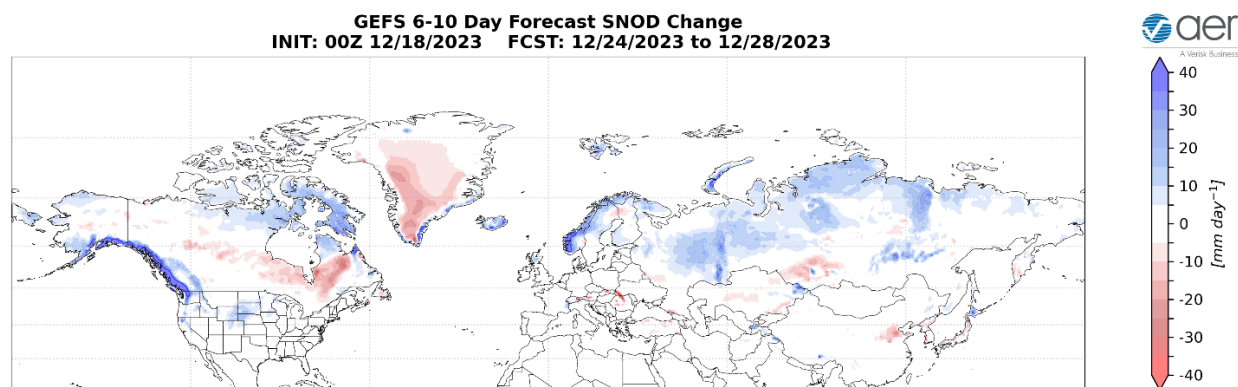 GEFS 6-10 Day Forecast SNOD Change
INIT: 00Z 12/18/2023 FCST: 12/24/2023 to 12/28/2023
aer
A Verisk Business
40
30
20
10
0
-10
-20
-30
-40
[mm day⁻¹]